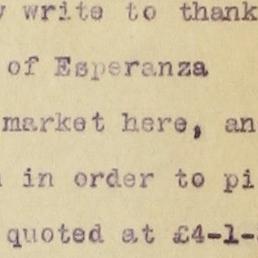 write to thank
of Esperanza
market here, an
in order to pi
quoted at £4-1-